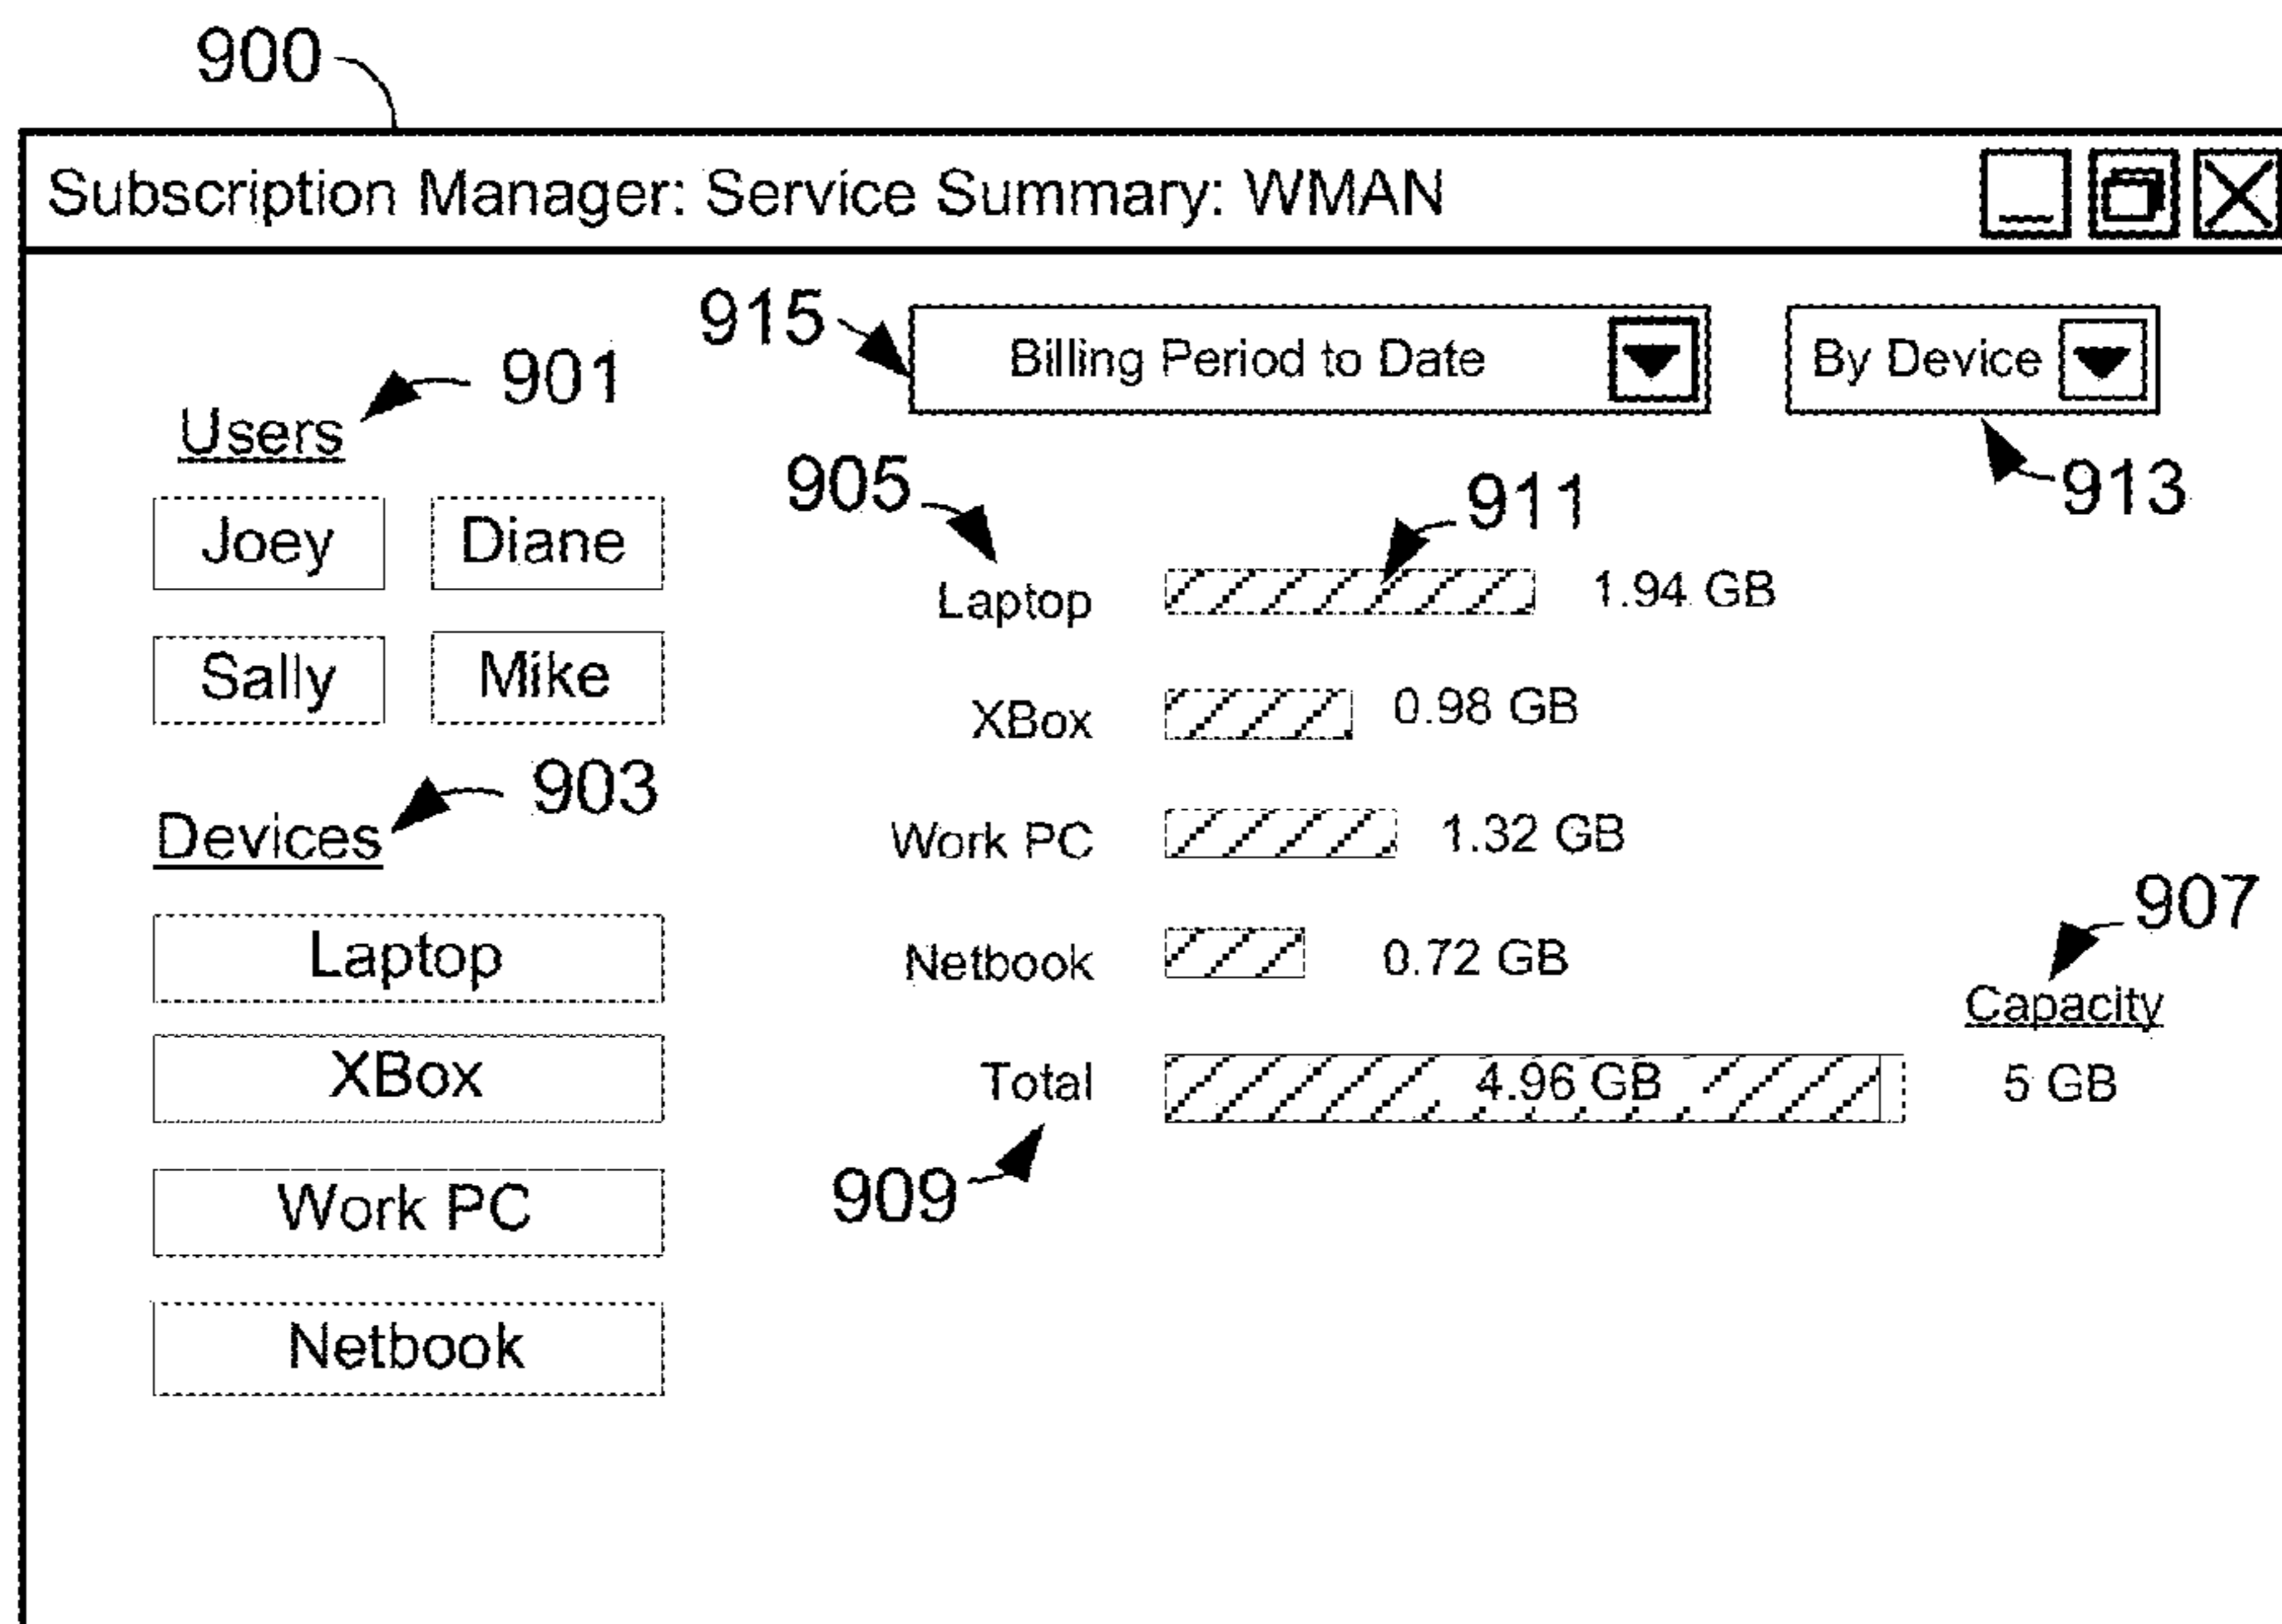 900
Subscription Manager: Service Summary: WMAN
915
Billing Period to Date
By Device
901
Users
913
905
911
Joey
Diane
Laptop
1.94 GB
Sally
Mike
XBox
0.98 GB
903
Devices
Work PC
1.32 GB
907
Laptop
Netbook
0.72 GB
Capacity
XBox
Total
4.96 GB
5 GB
909
Work PC
Netbook